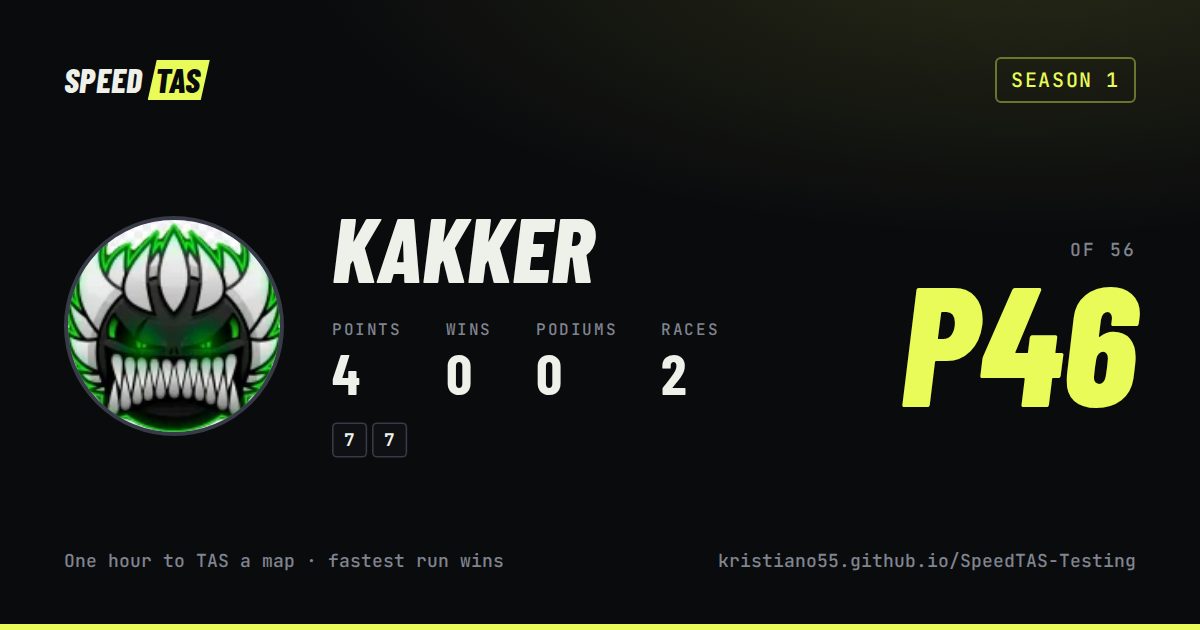 SPEED TAS
SEASON 1
KAKKER
OF 56
P46
POINTS WINS PODIUMS RACES
4 0 0 2
7 7
One hour to TAS a map · fastest run wins
kristiano55.github.io/SpeedTAS-Testing